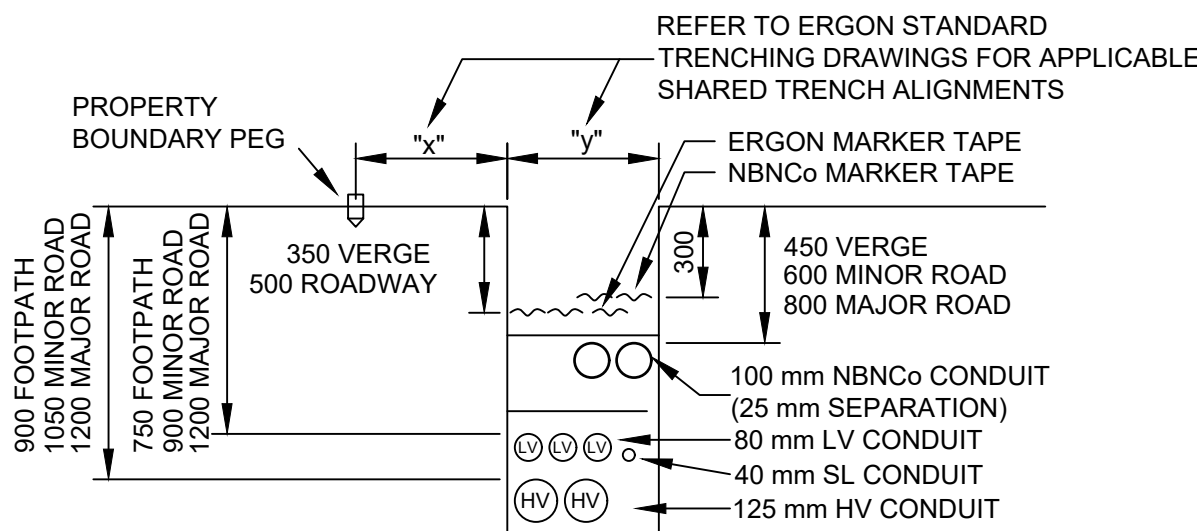 REFER TO ERGON STANDARD
TRENCHING DRAWINGS FOR APPLICABLE
SHARED TRENCH ALIGNMENTS
PROPERTY
BOUNDARY PEG
"x"
"y"
ERGON MARKER TAPE
NBNCo MARKER TAPE
900 FOOTPATH
1050 MINOR ROAD
1200 MAJOR ROAD
750 FOOTPATH
900 MINOR ROAD
1200 MAJOR ROAD
350 VERGE
500 ROADWAY
300
450 VERGE
600 MINOR ROAD
800 MAJOR ROAD
100 mm NBNCo CONDUIT
(25 mm SEPARATION)
LV LV LV
80 mm LV CONDUIT
40 mm SL CONDUIT
HV HV
125 mm HV CONDUIT